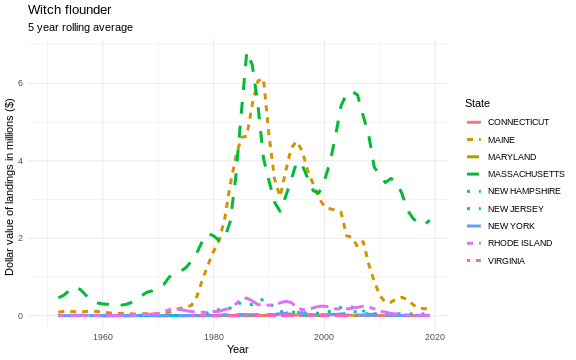 Witch flounder
5 year rolling average
Dollar value of landings in millions ($)
6
4
2
0
1960
1980
2000
2020
Year
State
CONNECTICUT
MAINE
MARYLAND
MASSACHUSETTS
NEW HAMPSHIRE
NEW JERSEY
NEW YORK
RHODE ISLAND
VIRGINIA